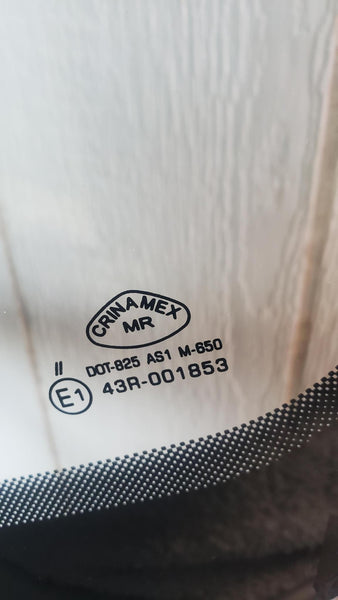 CRINAMEX
MR
II DOT-825 AS1 M-650
E1 43R-001853